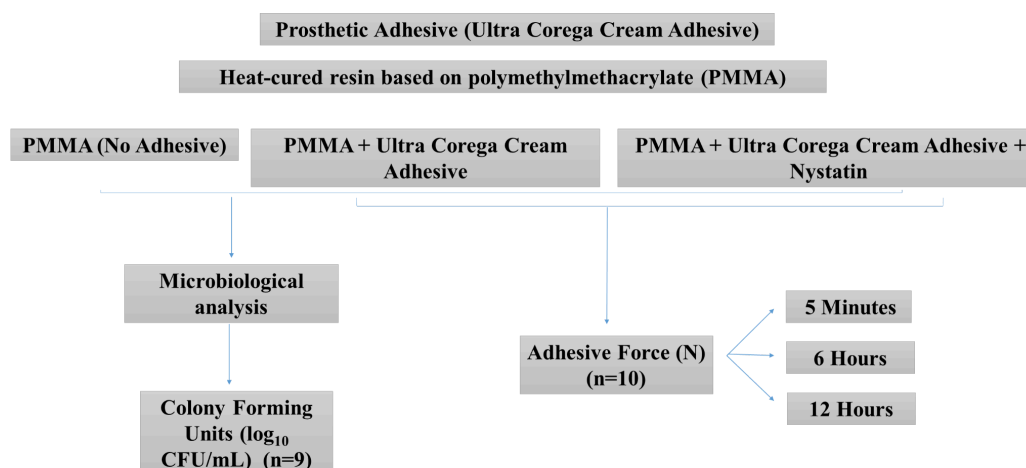 Prosthetic Adhesive (Ultra Corega Cream Adhesive)
Heat-cured resin based on polymethylmethacrylate (PMMA)
PMMA (No Adhesive)
PMMA + Ultra Corega Cream
Adhesive
PMMA + Ultra Corega Cream Adhesive +
Nystatin
Microbiological
analysis
Colony Forming
Units (log₁₀
CFU/mL) (n=9)
Adhesive Force (N)
(n=10)
5 Minutes
6 Hours
12 Hours